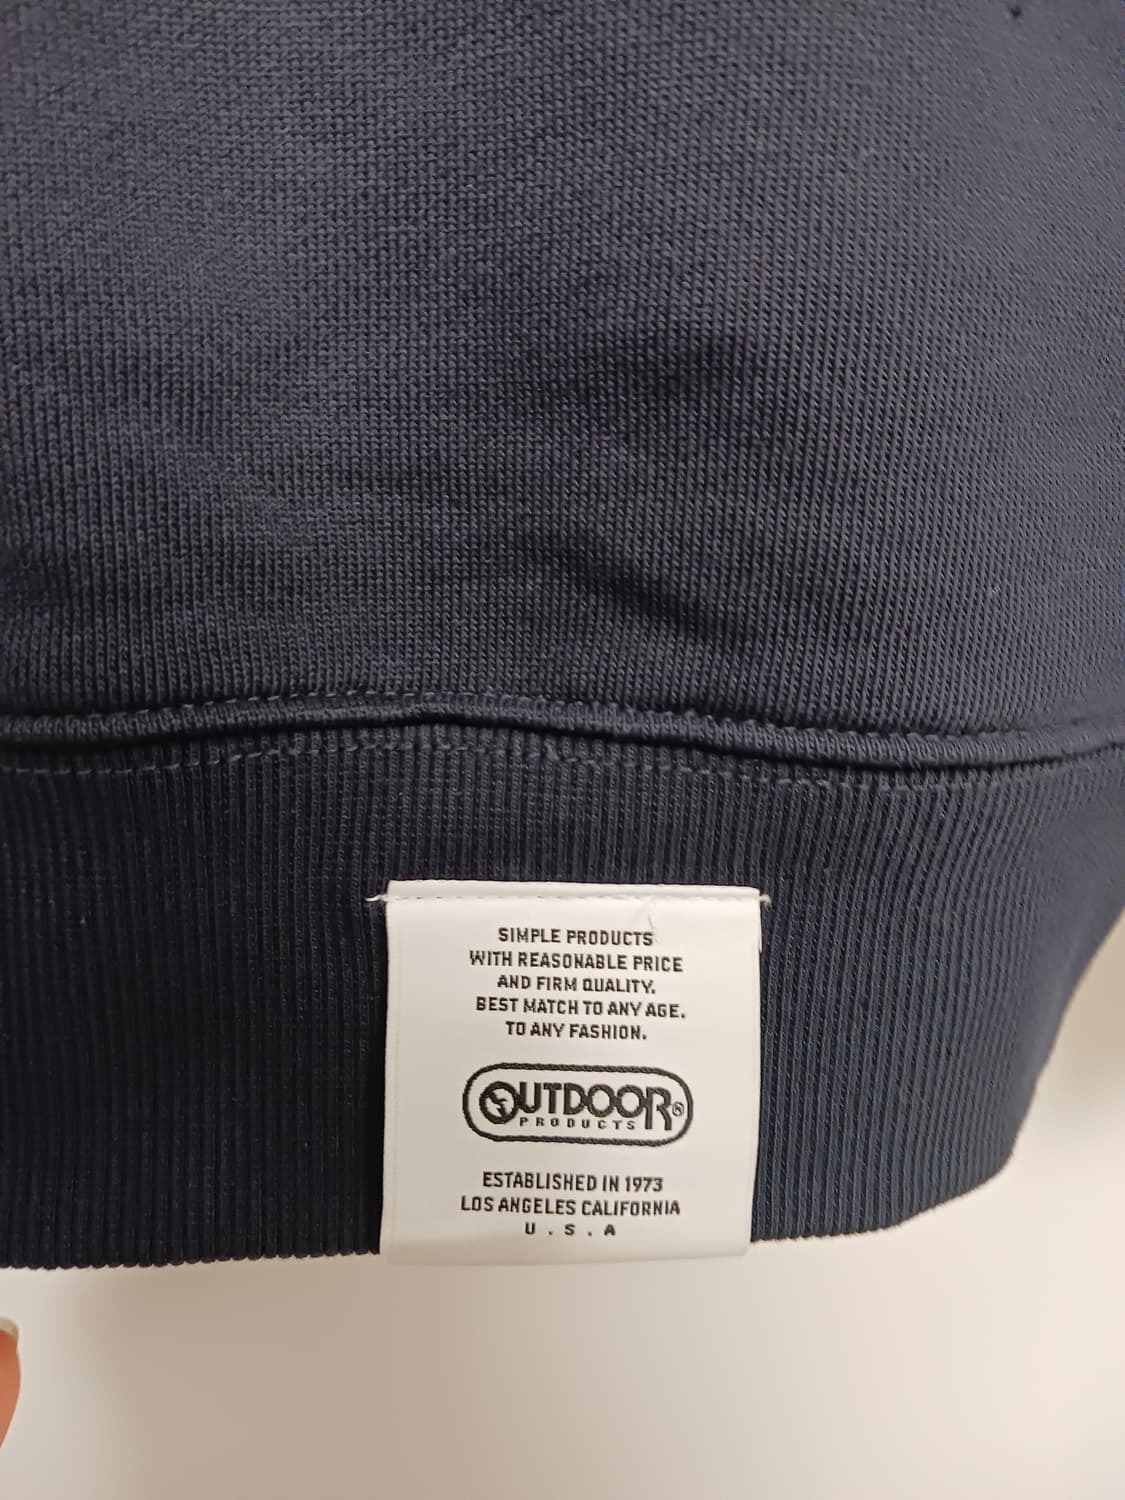 SIMPLE PRODUCTS
WITH REASONABLE PRICE
AND FIRM QUALITY.
BEST MATCH TO ANY AGE.
TO ANY FASHION.
OUTDOOR®
PRODUCTS
ESTABLISHED IN 1973
LOS ANGELES CALIFORNIA
U . S . A